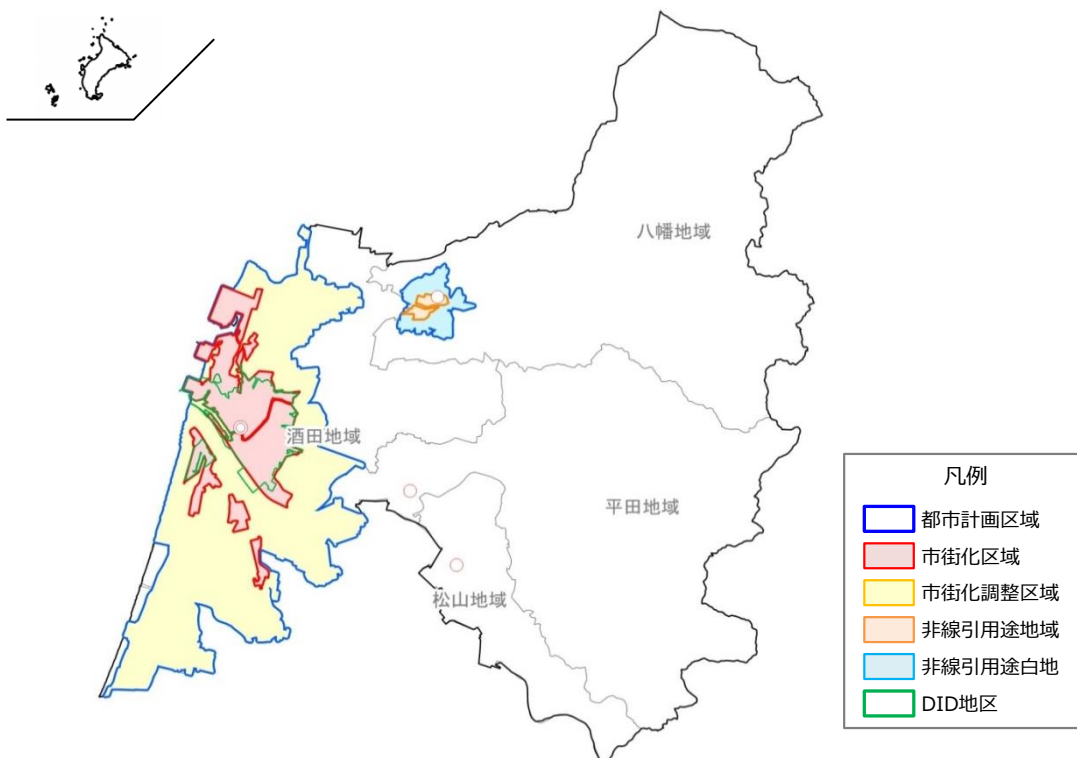 八幡地域
酒田地域
平田地域
松山地域
凡例
都市計画区域
市街化区域
市街化調整区域
非線引用途地域
非線引用途白地
DID地区